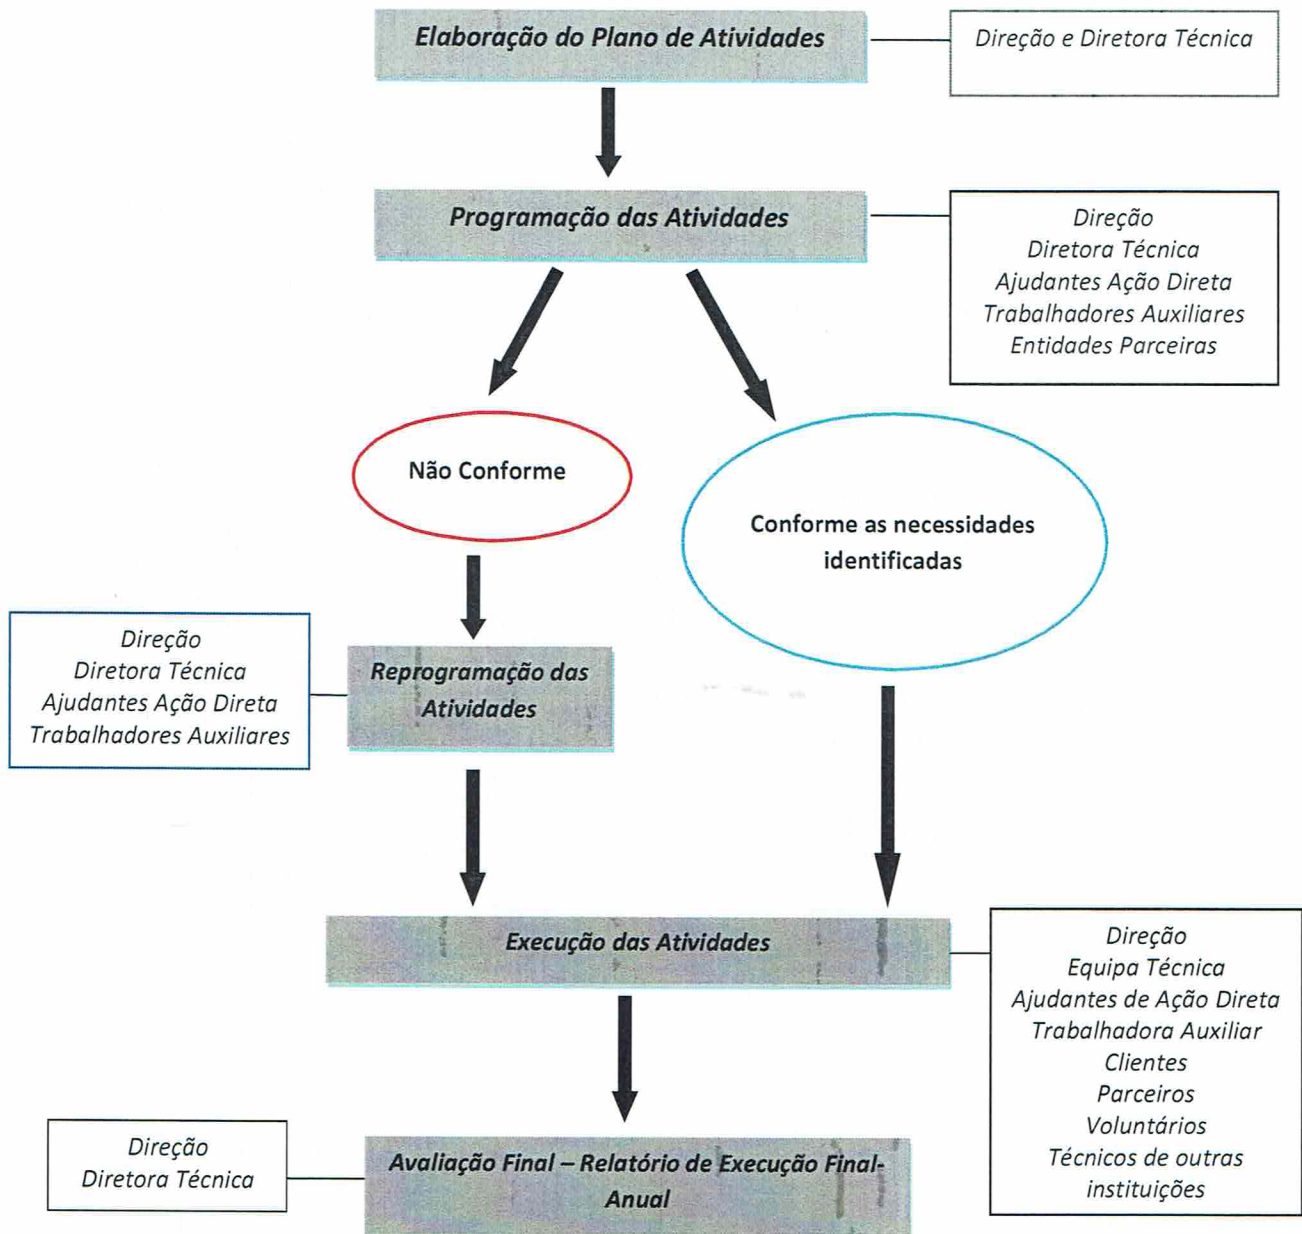 Elaboração do Plano de Atividades
Direção e Diretora Técnica
Programação das Atividades
Direção
Diretora Técnica
Ajudantes Ação Direta
Trabalhadores Auxiliares
Entidades Parceiras
Não Conforme
Conforme as necessidades
identificadas
Direção
Diretora Técnica
Ajudantes Ação Direta
Trabalhadores Auxiliares
Reprogramação das
Atividades
Execução das Atividades
Direção
Equipa Técnica
Ajudantes de Ação Direta
Trabalhadora Auxiliar
Clientes
Parceiros
Voluntários
Técnicos de outras
instituições
Direção
Diretora Técnica
Avaliação Final – Relatório de Execução Final-
Anual